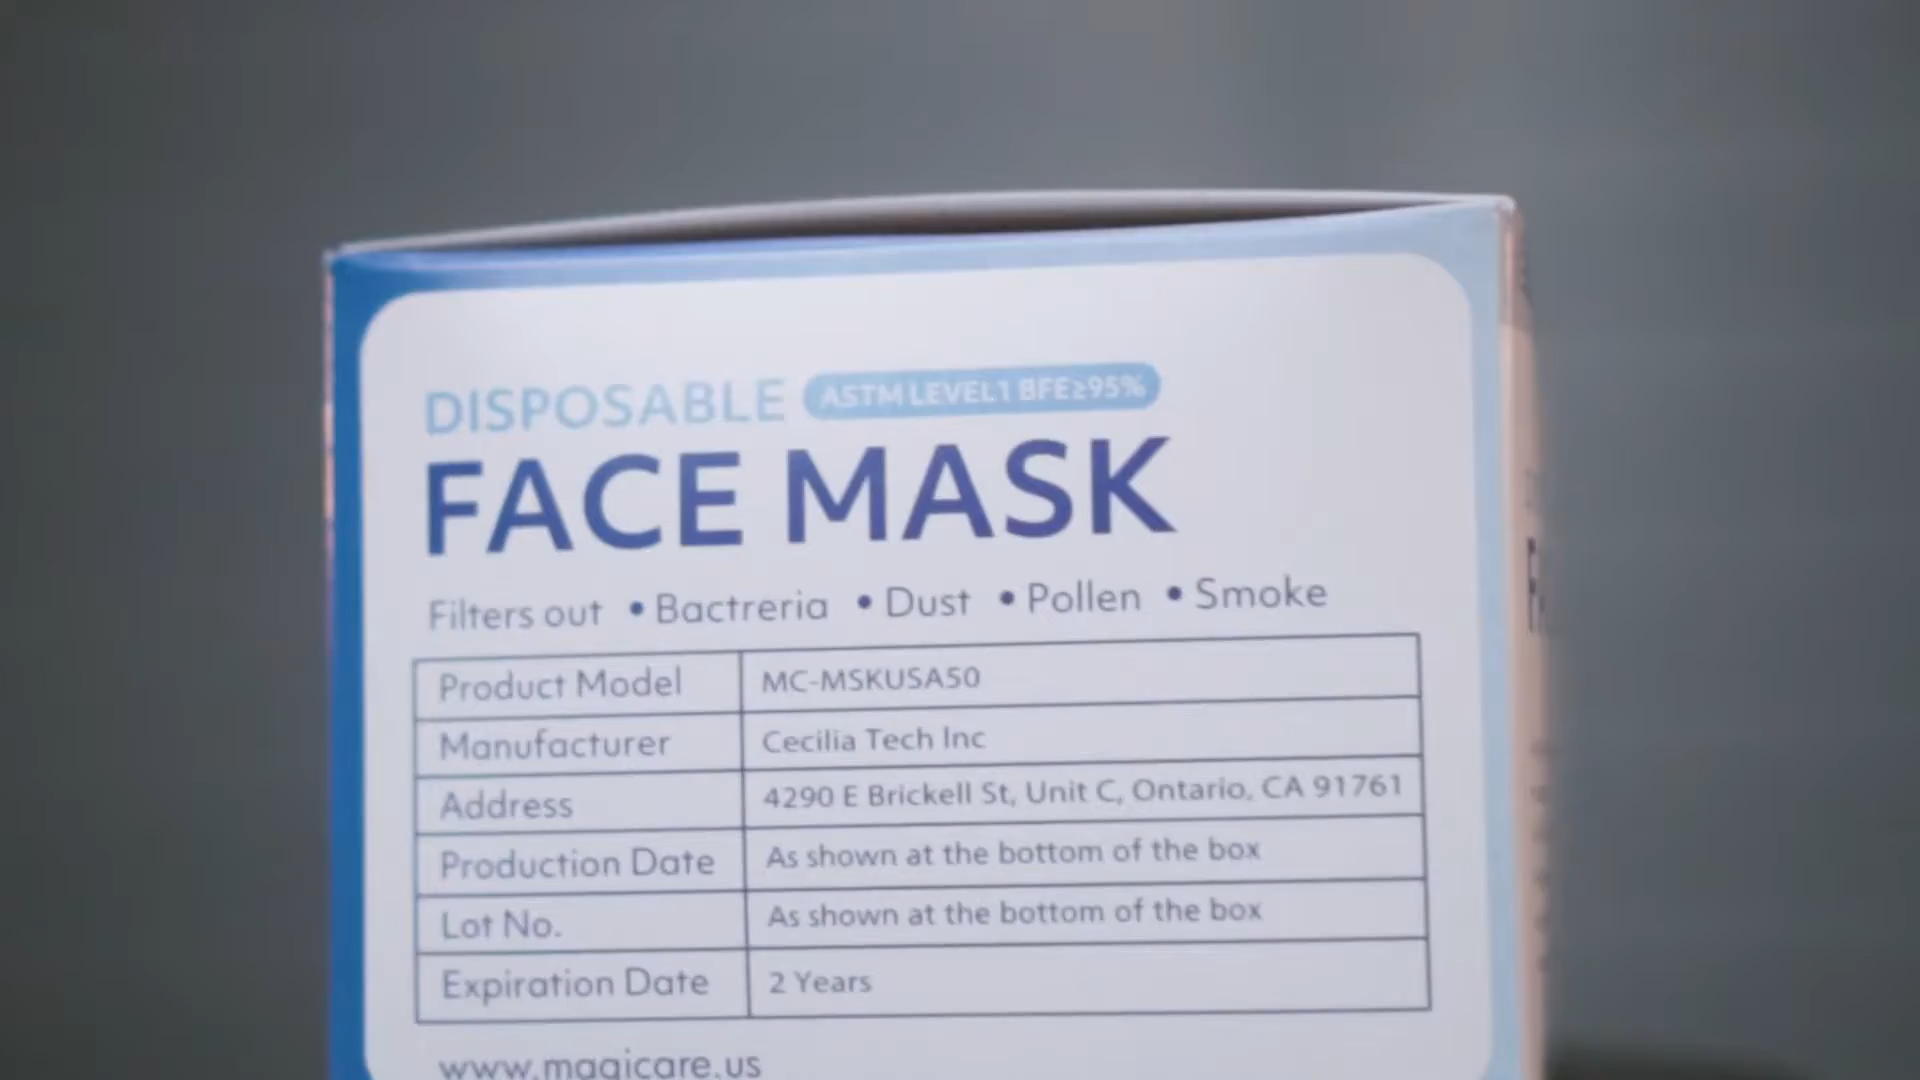 DISPOSABLE ASTM LEVEL1 BFE≥95%
FACE MASK
Filters out • Bactreria • Dust • Pollen • Smoke
Product Model MC-MSKUSA50
Manufacturer Cecilia Tech Inc
Address 4290 E Brickell St, Unit C, Ontario, CA 91761
Production Date As shown at the bottom of the box
Lot No. As shown at the bottom of the box
Expiration Date 2 Years
www.magicare.us